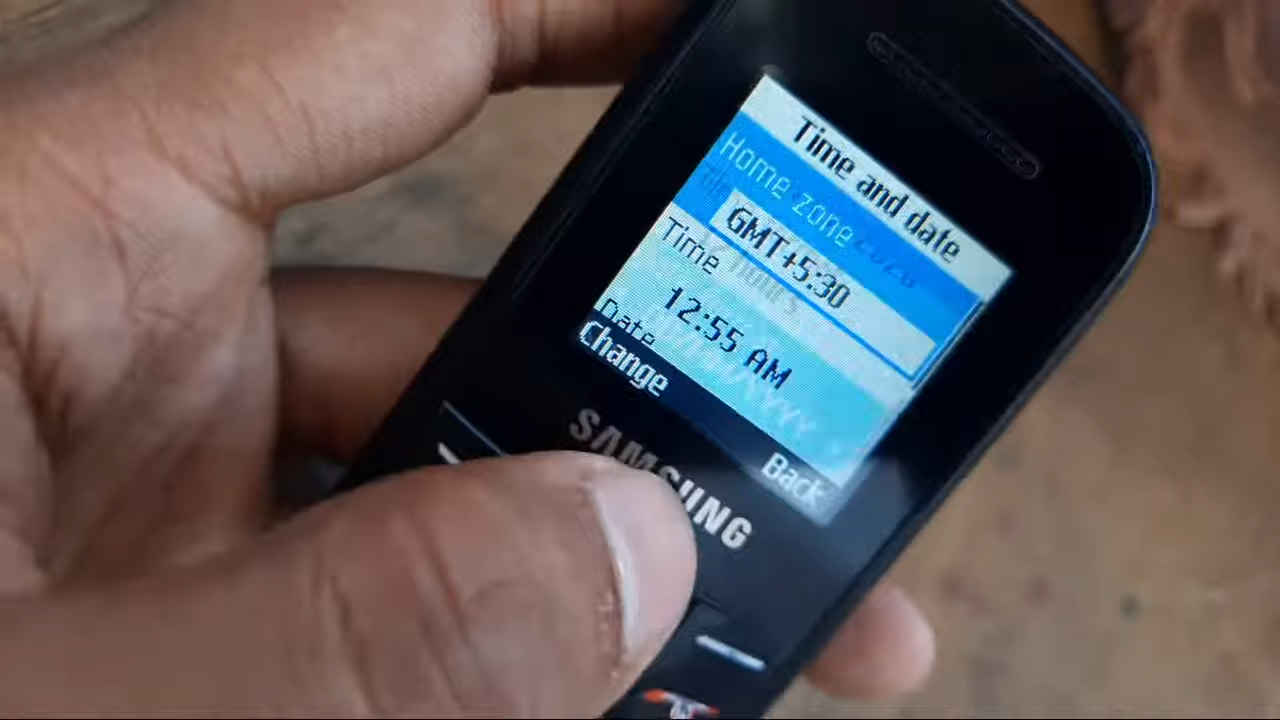 Time and date
Home zone
GMT+5:30
Time
12:55 AM
Date
Change
Back
SAMSUNG